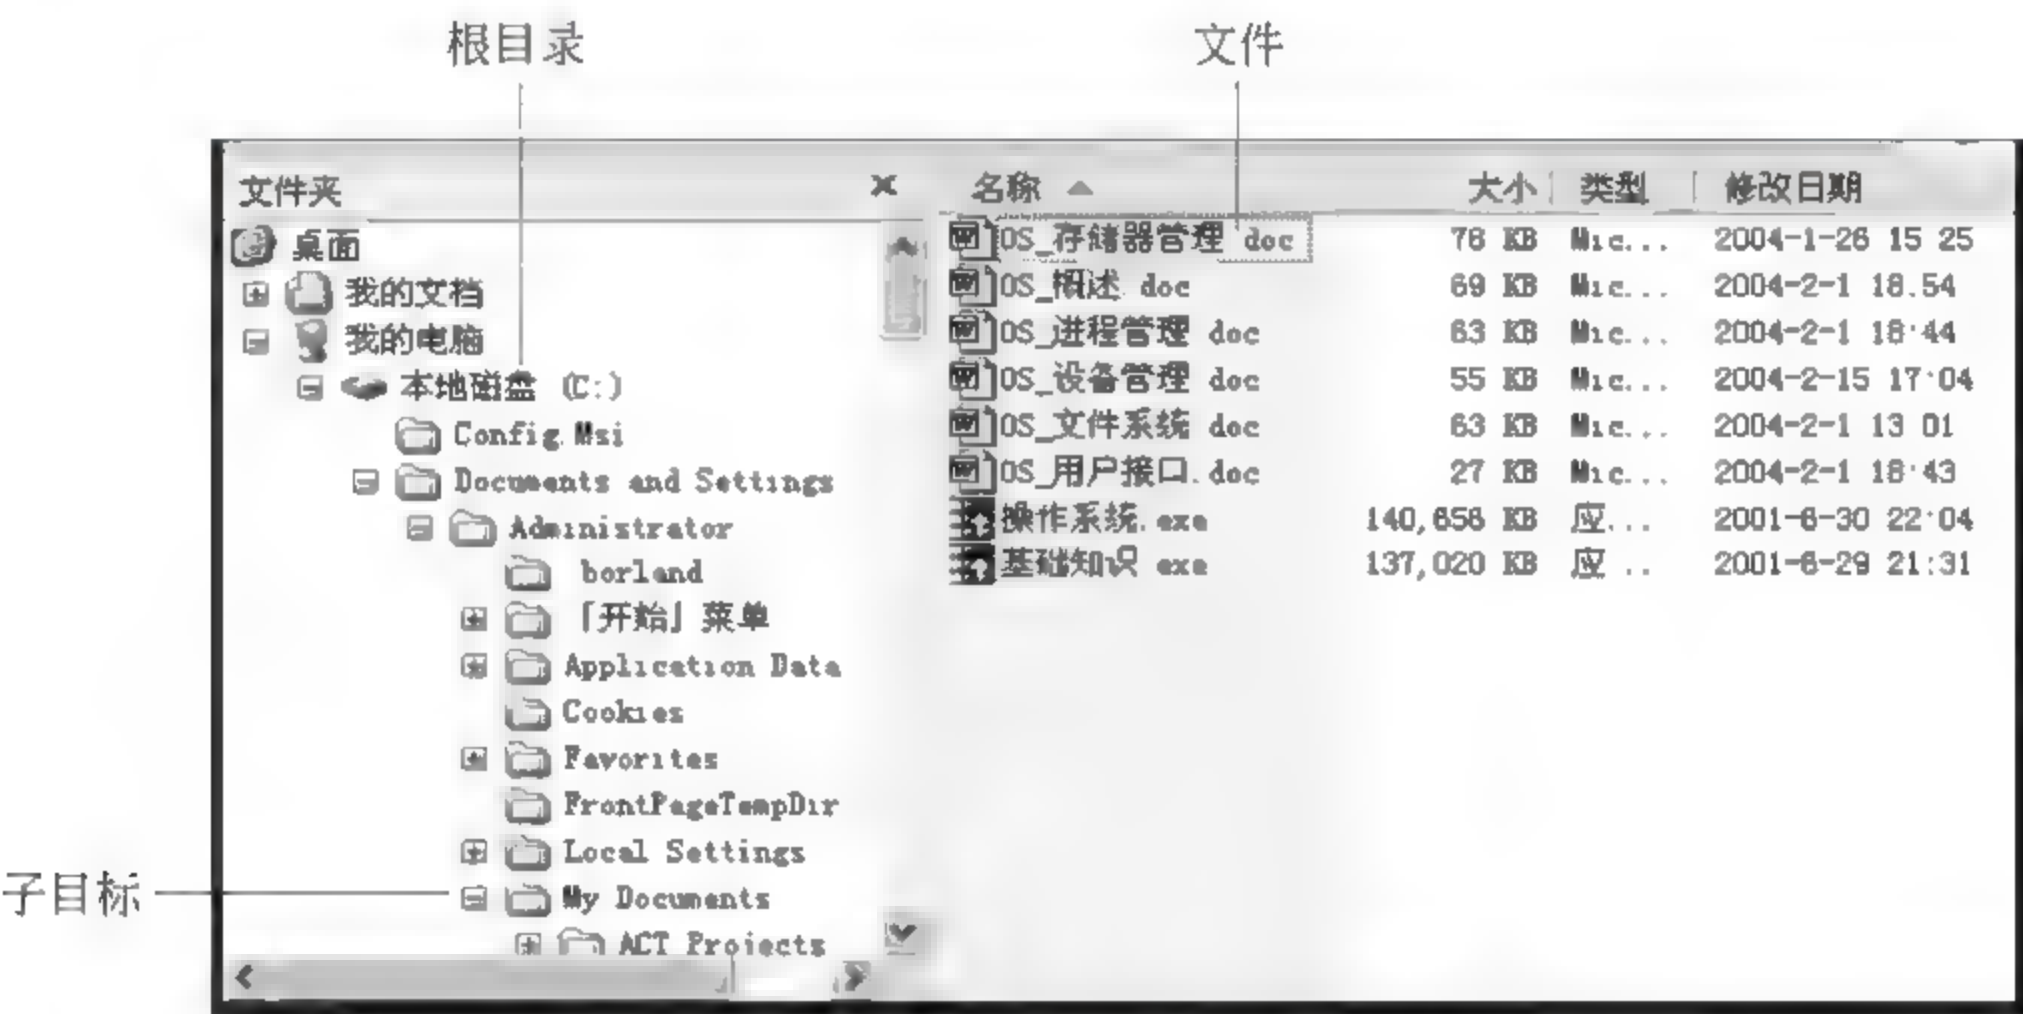 根目录
文件
文件夹
桌面
我的文档
我的电脑
本地磁盘 (C:)
Config.Msi
Documents and Settings
Administrator
borland
「开始」菜单
Application Data
Cookies
Favorites
FrontPageTempDir
Local Settings
My Documents
ACT Projects
子目标
名称 大小 类型 修改日期
OS_存储器管理 doc 76 KB Mic... 2004-1-26 15 25
OS_概述.doc 69 KB Mic... 2004-2-1 18.54
OS_进程管理 doc 63 KB Mic... 2004-2-1 18:44
OS_设备管理 doc 55 KB Mic... 2004-2-15 17:04
OS_文件系统 doc 63 KB Mic... 2004-2-1 13 01
OS_用户接口.doc 27 KB Mic... 2004-2-1 18:43
操作系统.exe 140,656 KB 应... 2001-6-30 22:04
基础知识 exe 137,020 KB 应 .. 2001-6-29 21:31